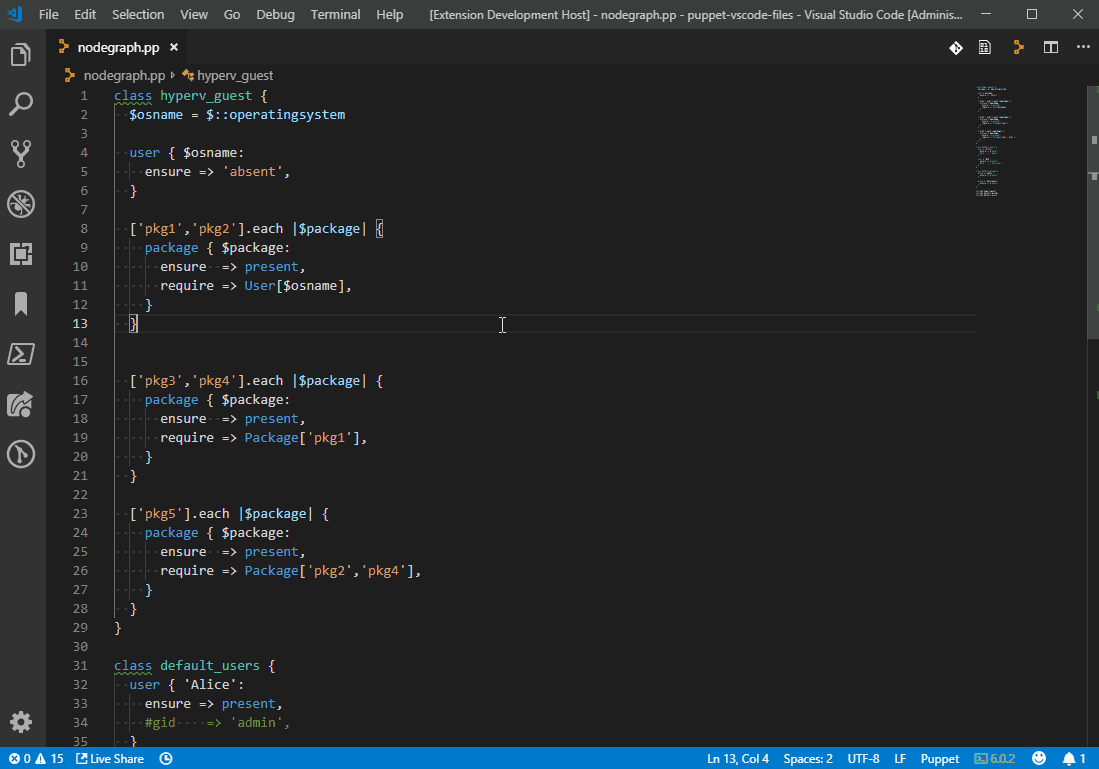 File Edit Selection View Go Debug Terminal Help [Extension Development Host] - nodegraph.pp - puppet-vscode-files - Visual Studio Code [Adminis...
nodegraph.pp
nodegraph.pp hyperv_guest
1 class hyperv_guest {
2   $osname = $::operatingsystem
3
4   user { $osname:
5     ensure => 'absent',
6   }
7
8   ['pkg1','pkg2'].each |$package| {
9     package { $package:
10       ensure  => present,
11       require => User[$osname],
12     }
13   }
14
15
16   ['pkg3','pkg4'].each |$package| {
17     package { $package:
18       ensure  => present,
19       require => Package['pkg1'],
20     }
21   }
22
23   ['pkg5'].each |$package| {
24     package { $package:
25       ensure  => present,
26       require => Package['pkg2','pkg4'],
27     }
28   }
29 }
30
31 class default_users {
32   user { 'Alice':
33     ensure => present,
34     #gid    => 'admin',
35   }
0 15 Live Share Ln 13, Col 4 Spaces: 2 UTF-8 LF Puppet 6.0.2 1